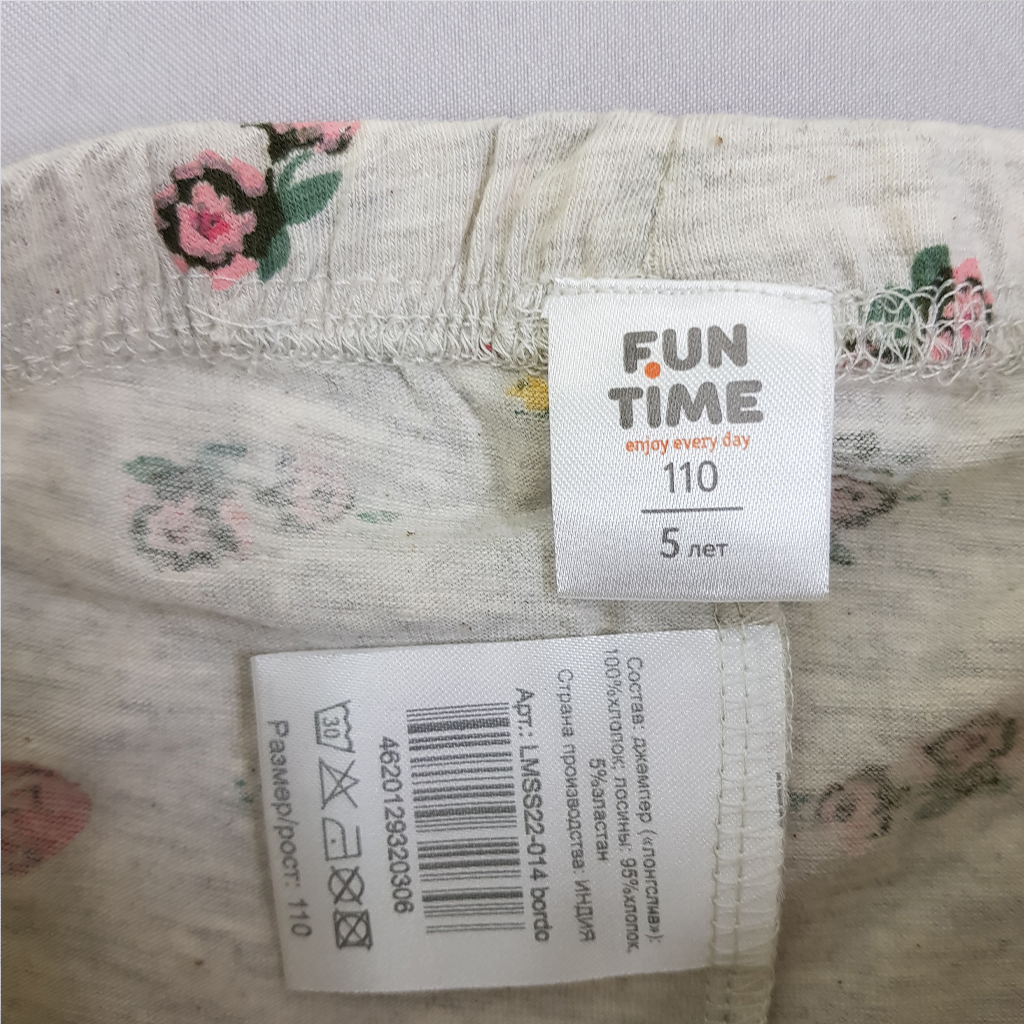 FUN
TIME
enjoy every day
110
5 лет
Состав: джемпер («лонгслив»):
100%хлопок; лосины: 95%хлопок,
5%эластан
Страна производства: ИНДИЯ
Арт.: LMSS22-014 bordo
4620129320306
30
Размер/рост: 110